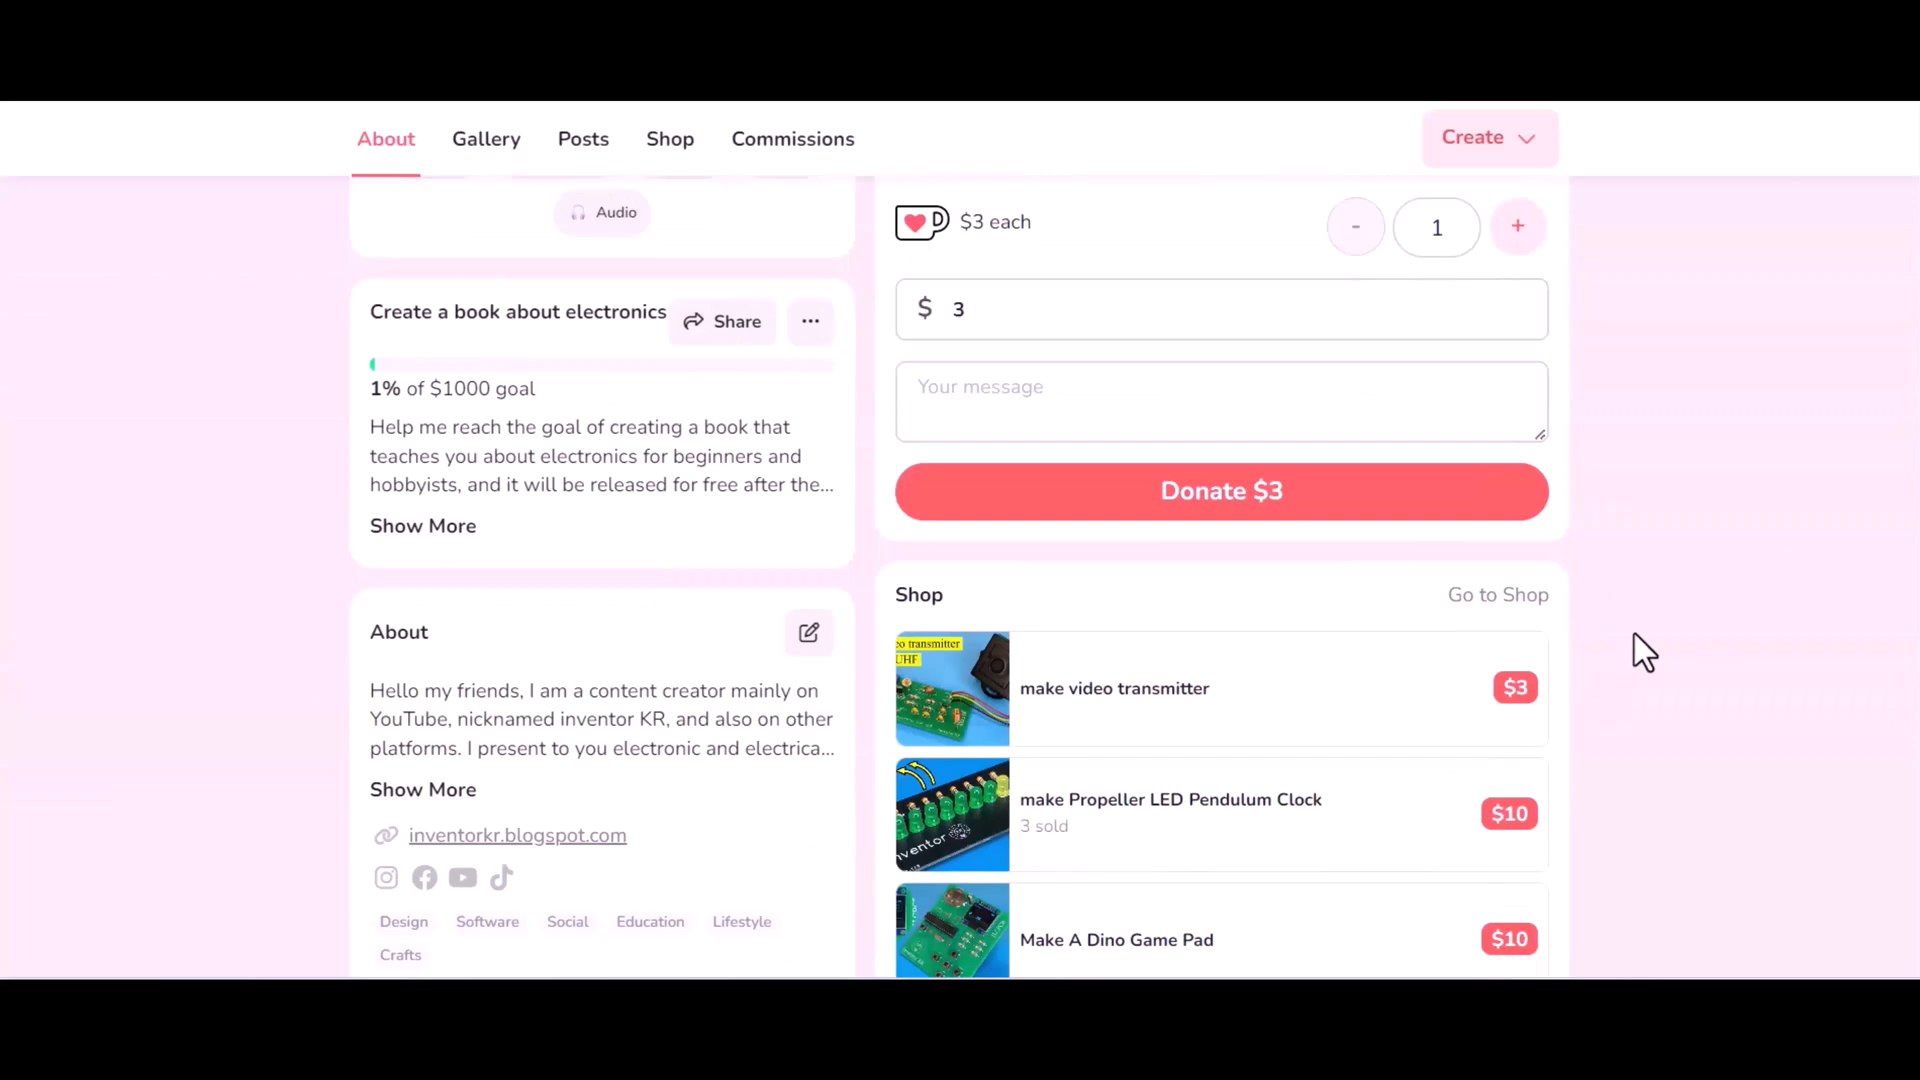 About
Gallery
Posts
Shop
Commissions
Create
Audio
Create a book about electronics
Share
1% of $1000 goal
Help me reach the goal of creating a book that
teaches you about electronics for beginners and
hobbyists, and it will be released for free after the...
Show More
About
Hello my friends, I am a content creator mainly on
YouTube, nicknamed inventor KR, and also on other
platforms. I present to you electronic and electrica...
Show More
inventorkr.blogspot.com
Design Software Social Education Lifestyle
Crafts
$3 each
- 1 +
$ 3
Your message
Donate $3
Shop
Go to Shop
eo transmitter
UHF
make video transmitter
$3
nventor
make Propeller LED Pendulum Clock
3 sold
$10
Make A Dino Game Pad
$10